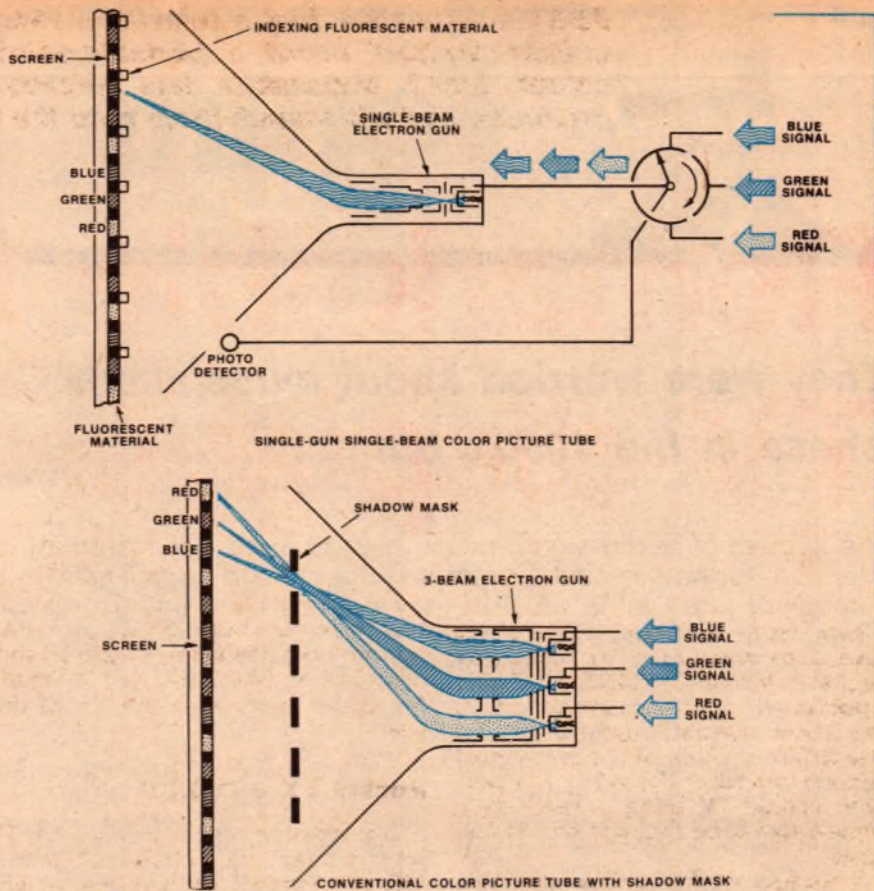 INDEXING FLUORESCENT MATERIAL
SCREEN
SINGLE-BEAM
ELECTRON GUN
BLUE
SIGNAL
GREEN
SIGNAL
RED
SIGNAL
BLUE
GREEN
RED
PHOTO
DETECTOR
FLUORESCENT
MATERIAL
SINGLE-GUN SINGLE-BEAM COLOR PICTURE TUBE
RED
GREEN
BLUE
SHADOW MASK
3-BEAM ELECTRON GUN
SCREEN
BLUE
SIGNAL
GREEN
SIGNAL
RED
SIGNAL
CONVENTIONAL COLOR PICTURE TUBE WITH SHADOW MASK